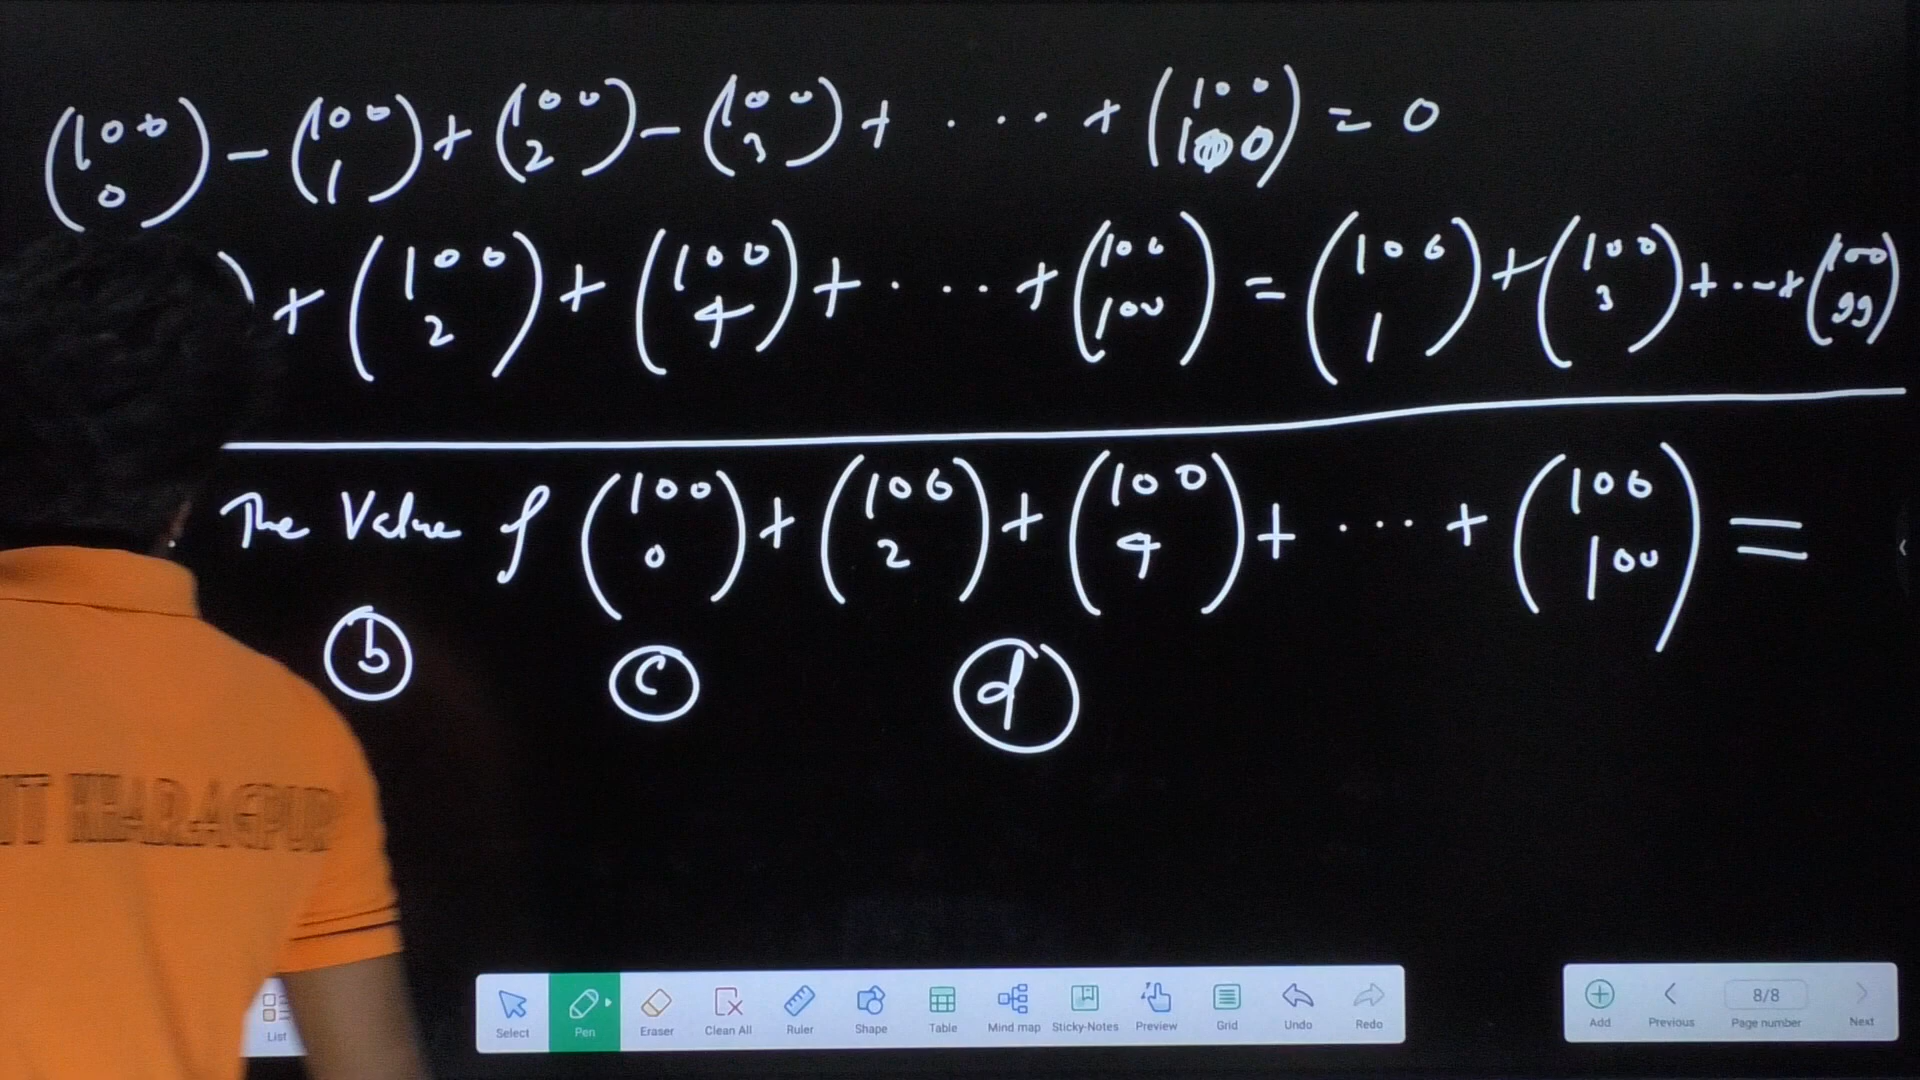 (100 0) - (100 1) + (100 2) - (100 3) + ... + (100 100) = 0
) + (100 2) + (100 4) + ... + (100 100) = (100 1) + (100 3) + ... + (100 99)
The Value of (100 0) + (100 2) + (100 4) + ... + (100 100) =
b c d
IT KHARAGPUR
List Select Pen Eraser Clean All Ruler Shape Table Mind map Sticky-Notes Preview Grid Undo Redo
Add Previous 8/8 Page number Next